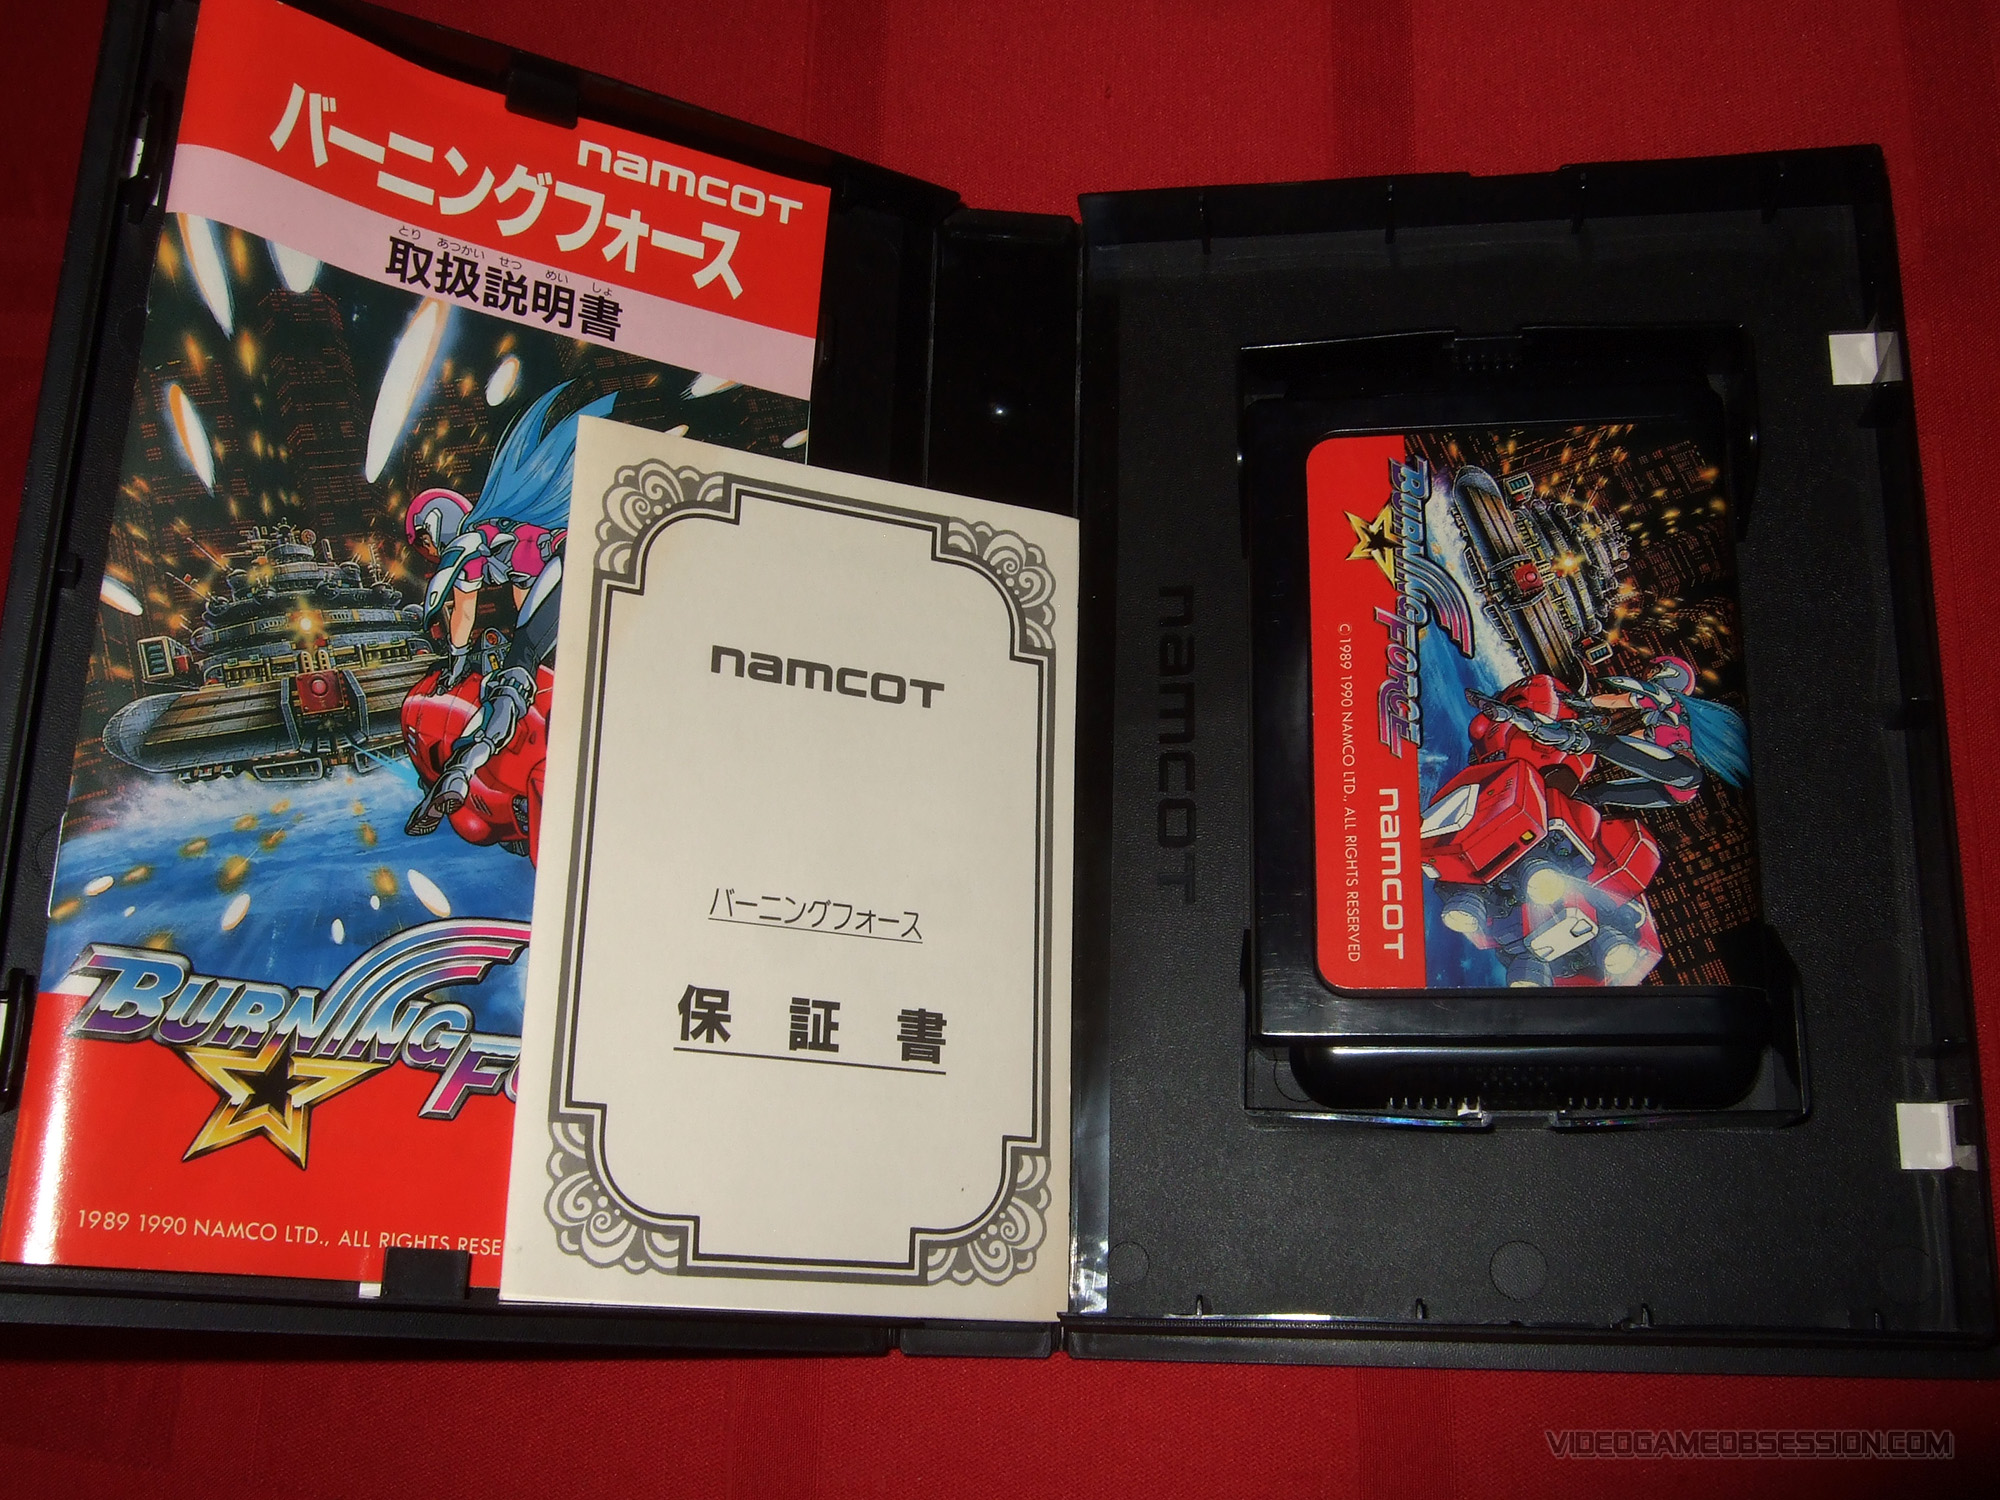 namcoT
バーニングフォース
とり あつかい せつ めい しょ
取扱説明書
BURNING
1989 1990 NAMCO LTD., ALL RIGHTS RESE
namcoT
バーニングフォース
保証書
namcoT
BURNING FORCE
© 1989 1990 NAMCO LTD., ALL RIGHTS RESERVED
namcoT
VIDEOGAMEOBSESSION.COM